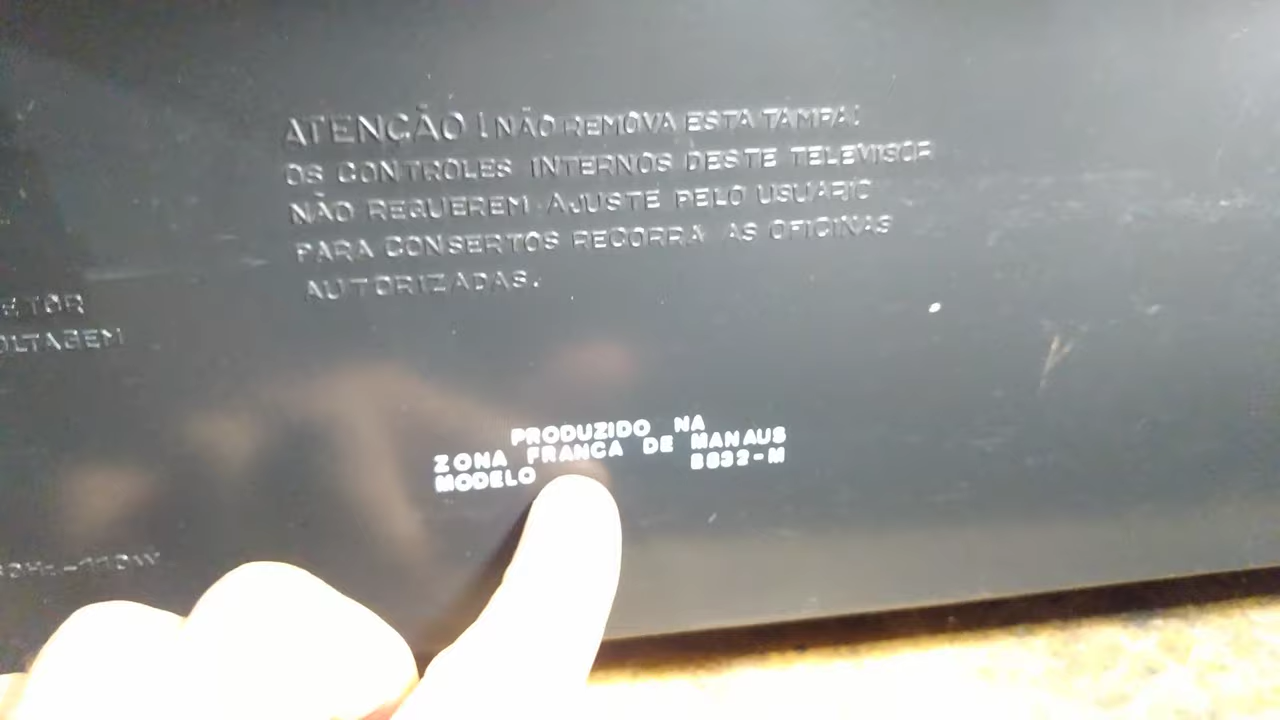 ATENÇÃO! NÃO REMOVA ESTA TAMPA!
OS CONTROLES INTERNOS DESTE TELEVISOR
NÃO REQUEREM AJUSTE PELO USUARIO
PARA CONSERTOS RECORRA AS OFICINAS
AUTORIZADAS.
OLTAGEM
PRODUZIDO NA
ZONA FRANCA DE MANAUS
MODELO